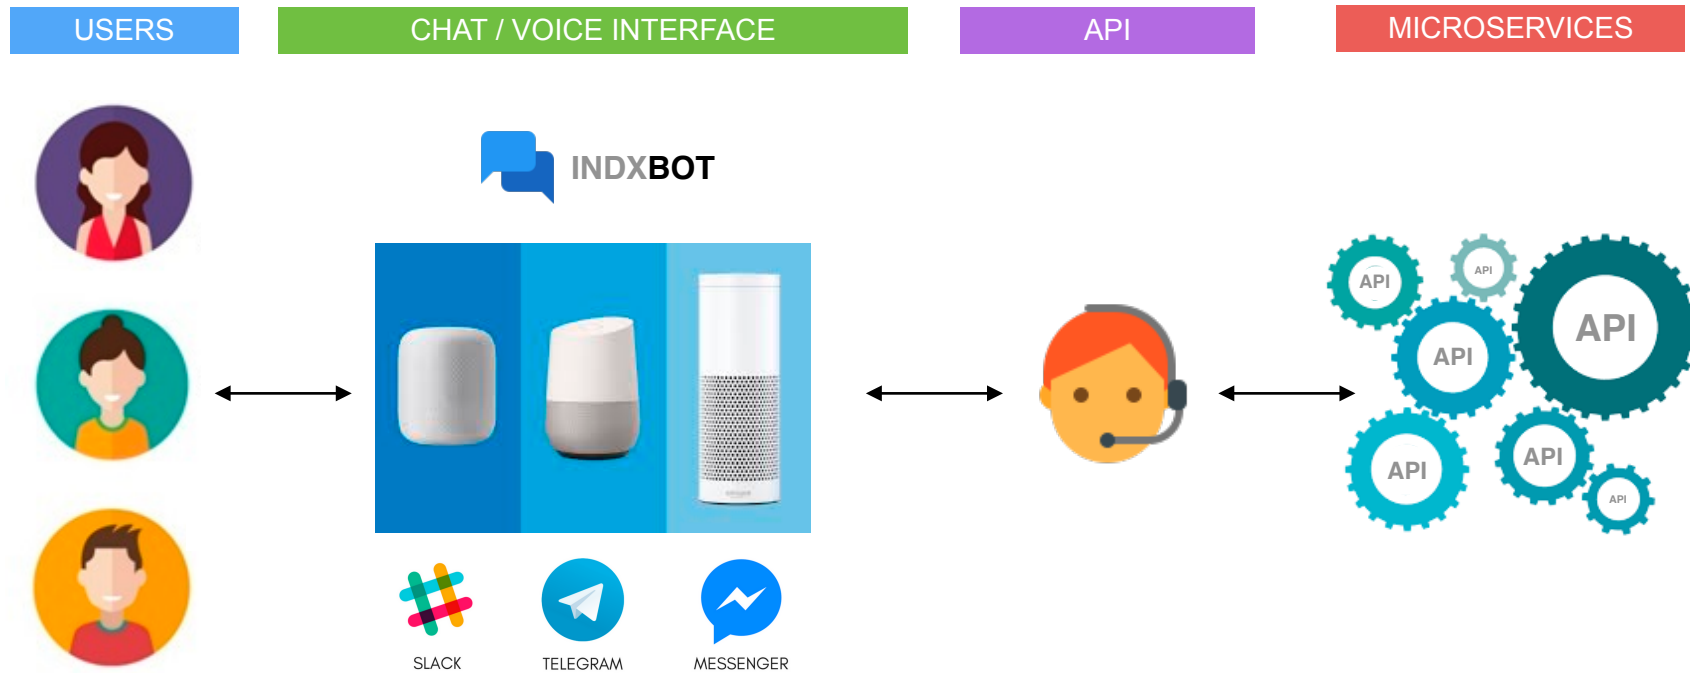 USERS
CHAT / VOICE INTERFACE
API
MICROSERVICES
INDXBOT
API
API
API
API
API
API
API
SLACK
TELEGRAM
MESSENGER